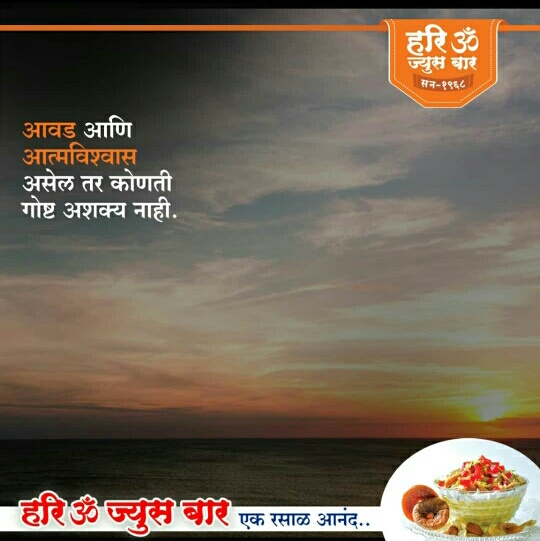 हरि ॐ
ज्युस बार
सन-१९६८
आवड आणि
आत्मविश्वास
असेल तर कोणती
गोष्ट अशक्य नाही.
हरि ॐ ज्युस बार एक रसाळ आनंद..